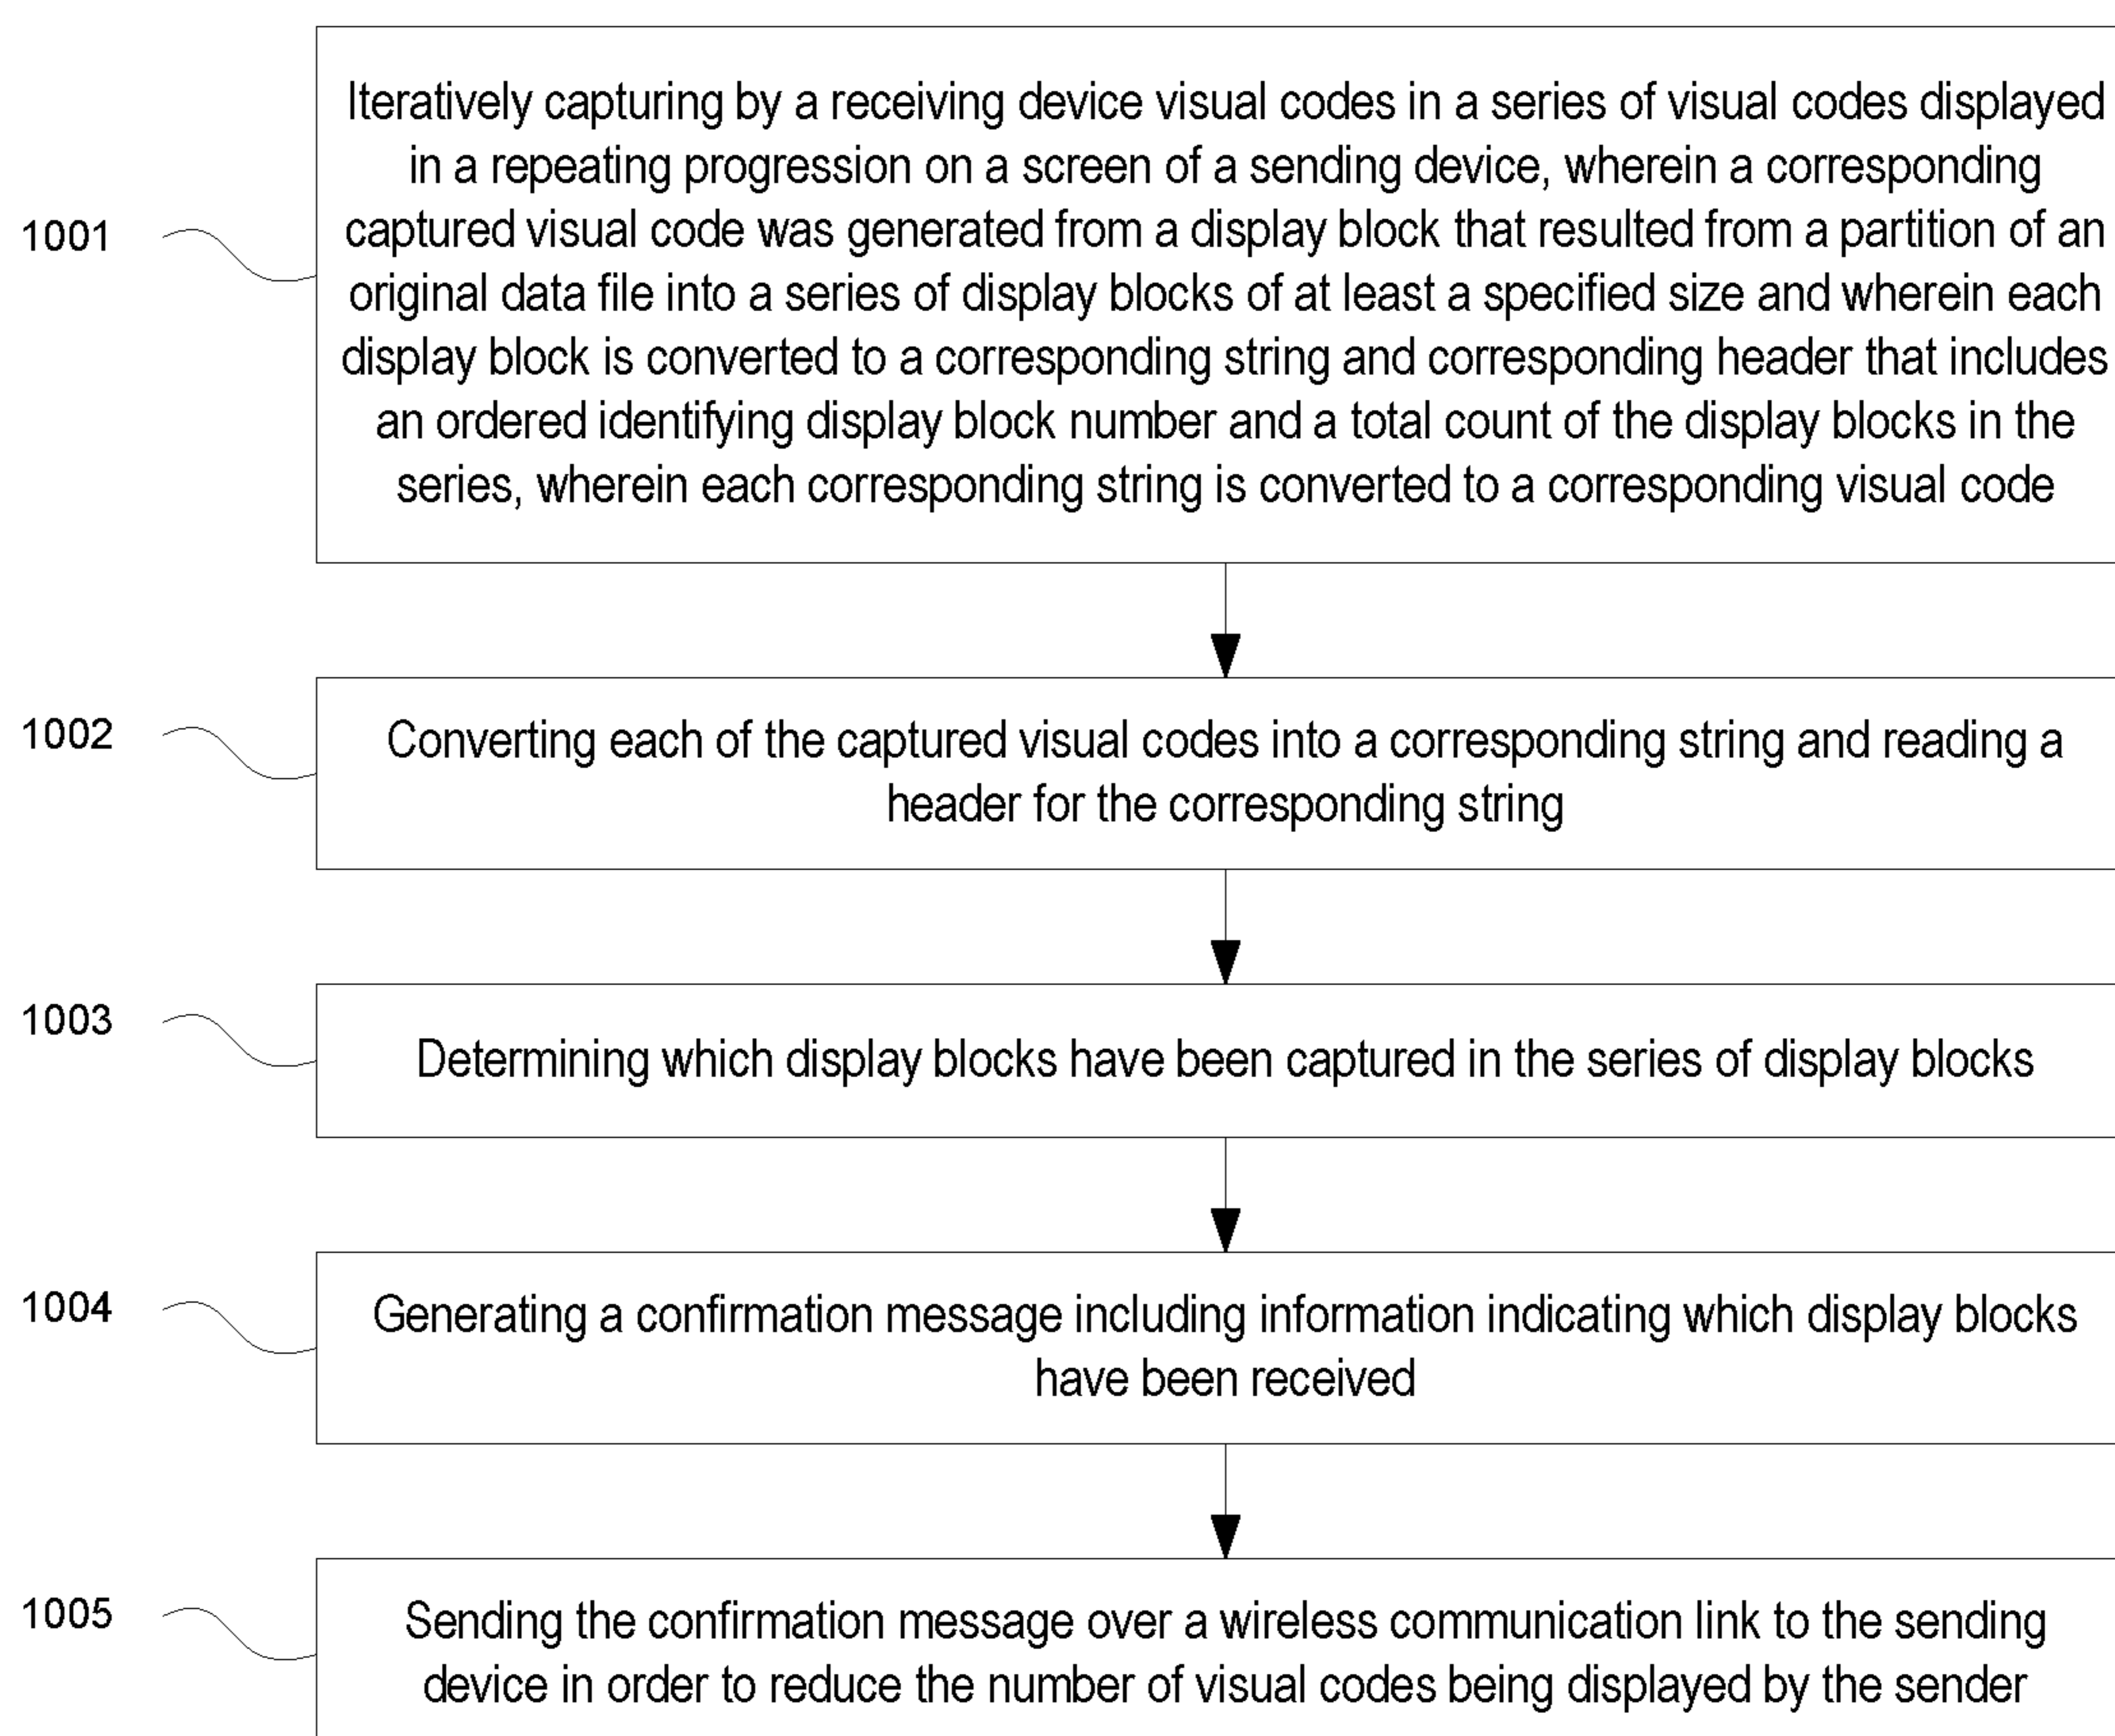 Iteratively capturing by a receiving device visual codes in a series of visual codes displayed
in a repeating progression on a screen of a sending device, wherein a corresponding
1001
captured visual code was generated from a display block that resulted from a partition of an
original data file into a series of display blocks of at least a specified size and wherein each
display block is converted to a corresponding string and corresponding header that includes
an ordered identifying display block number and a total count of the display blocks in the
series, wherein each corresponding string is converted to a corresponding visual code
1002
Converting each of the captured visual codes into a corresponding string and reading a
header for the corresponding string
1003
Determining which display blocks have been captured in the series of display blocks
1004
Generating a confirmation message including information indicating which display blocks
have been received
1005
Sending the confirmation message over a wireless communication link to the sending
device in order to reduce the number of visual codes being displayed by the sender